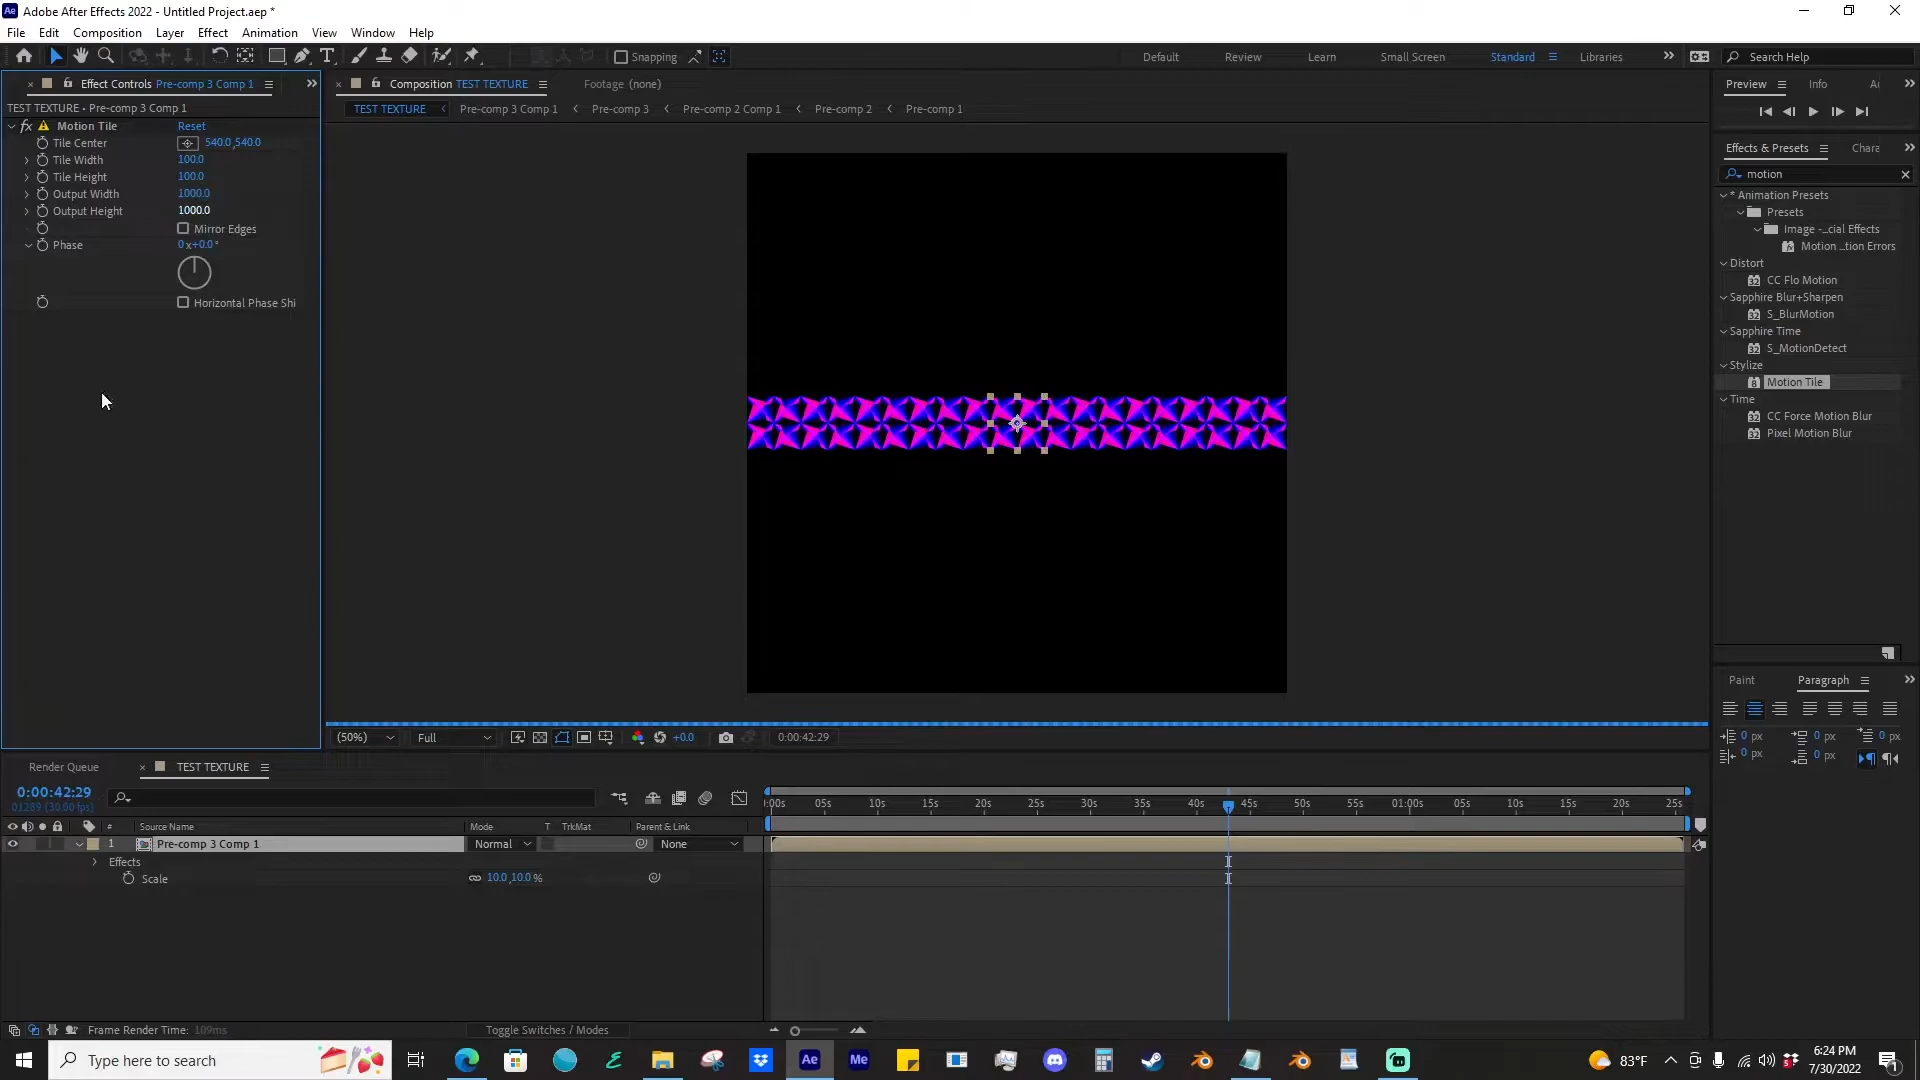 Adobe After Effects 2022 - Untitled Project.aep *
File Edit Composition Layer Effect Animation View Window Help
Snapping
Default Review Learn Small Screen Standard Libraries
Search Help
Effect Controls Pre-comp 3 Comp 1
TEST TEXTURE • Pre-comp 3 Comp 1
fx Motion Tile Reset
Tile Center 540.0,540.0
Tile Width 100.0
Tile Height 100.0
Output Width 1000.0
Output Height 1000.0
Mirror Edges
Phase 0x+0.0°
Horizontal Phase Shi
Composition TEST TEXTURE
Footage (none)
TEST TEXTURE Pre-comp 3 Comp 1 Pre-comp 3 Pre-comp 2 Comp 1 Pre-comp 2 Pre-comp 1
(50%) Full +0.0 0:00:42:29
Preview Info
Effects & Presets Chara
motion
* Animation Presets
Presets
Image -...cial Effects
Motion ...tion Errors
Distort
CC Flo Motion
Sapphire Blur+Sharpen
S_BlurMotion
Sapphire Time
S_MotionDetect
Stylize
Motion Tile
Time
CC Force Motion Blur
Pixel Motion Blur
Paint Paragraph
0 px 0 px 0 px
0 px 0 px
Render Queue TEST TEXTURE
0:00:42:29
01289 (30.00 fps)
# Source Name Mode T TrkMat Parent & Link
1 Pre-comp 3 Comp 1 Normal None
Effects
Scale 10.0,10.0 %
:00s 05s 10s 15s 20s 25s 30s 35s 40s 45s 50s 55s 01:00s 05s 10s 15s 20s 25s
Frame Render Time: 109ms
Toggle Switches / Modes
Type here to search
Ae Me
83°F
6:24 PM
7/30/2022
1